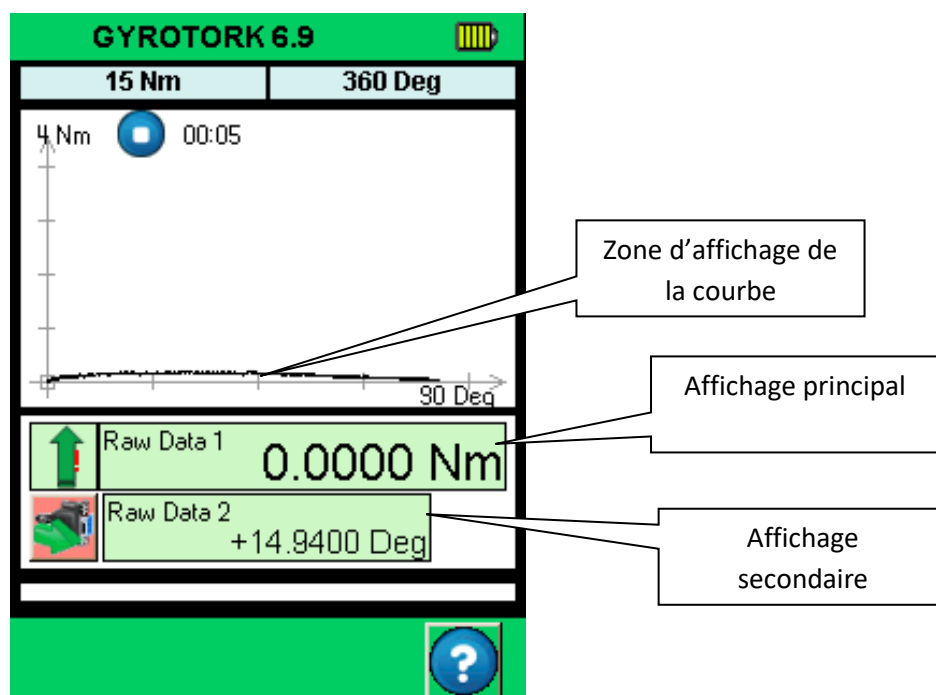 GYROTORK 6.9
15 Nm 360 Deg
4 Nm 00:05
Zone d’affichage de
la courbe
90 Deg
Affichage principal
Raw Data 1
0.0000 Nm
Raw Data 2
+14.9400 Deg
Affichage
secondaire
?